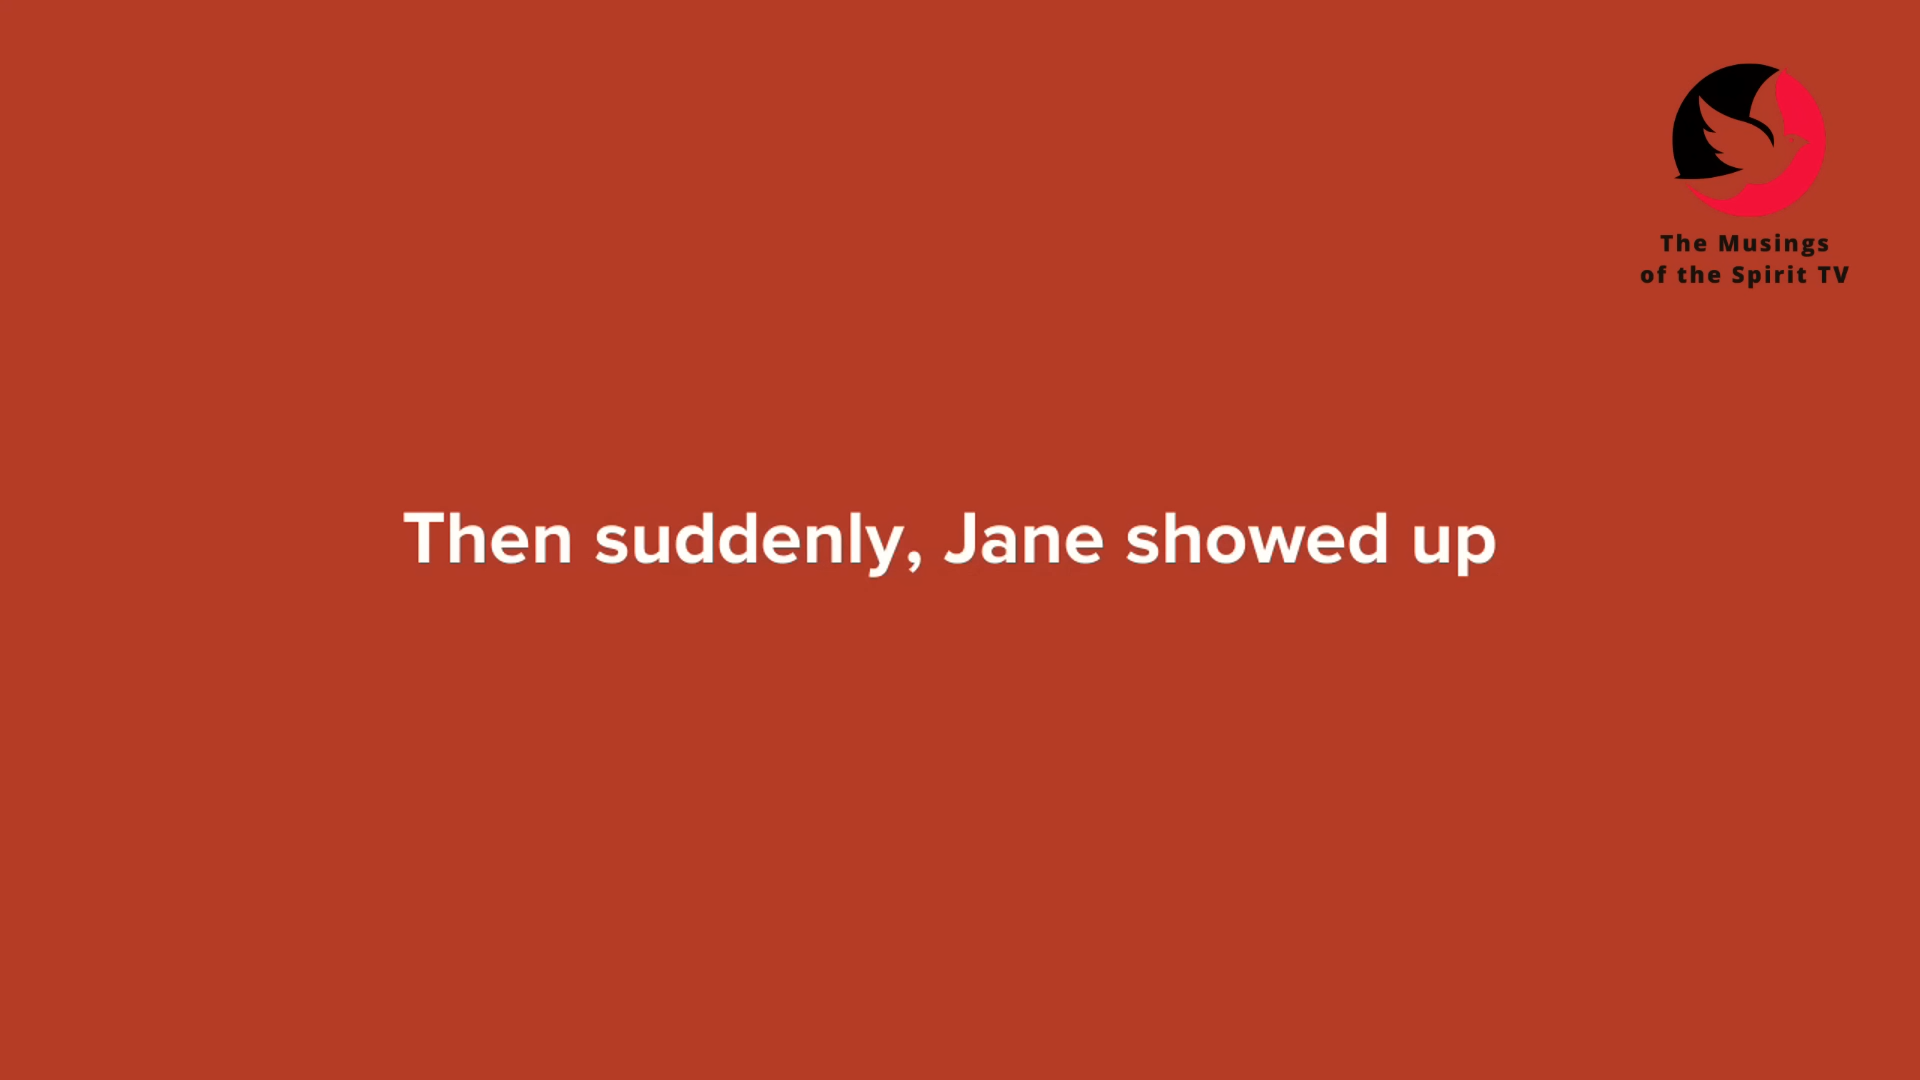 The Musings
of the Spirit TV
Then suddenly, Jane showed up